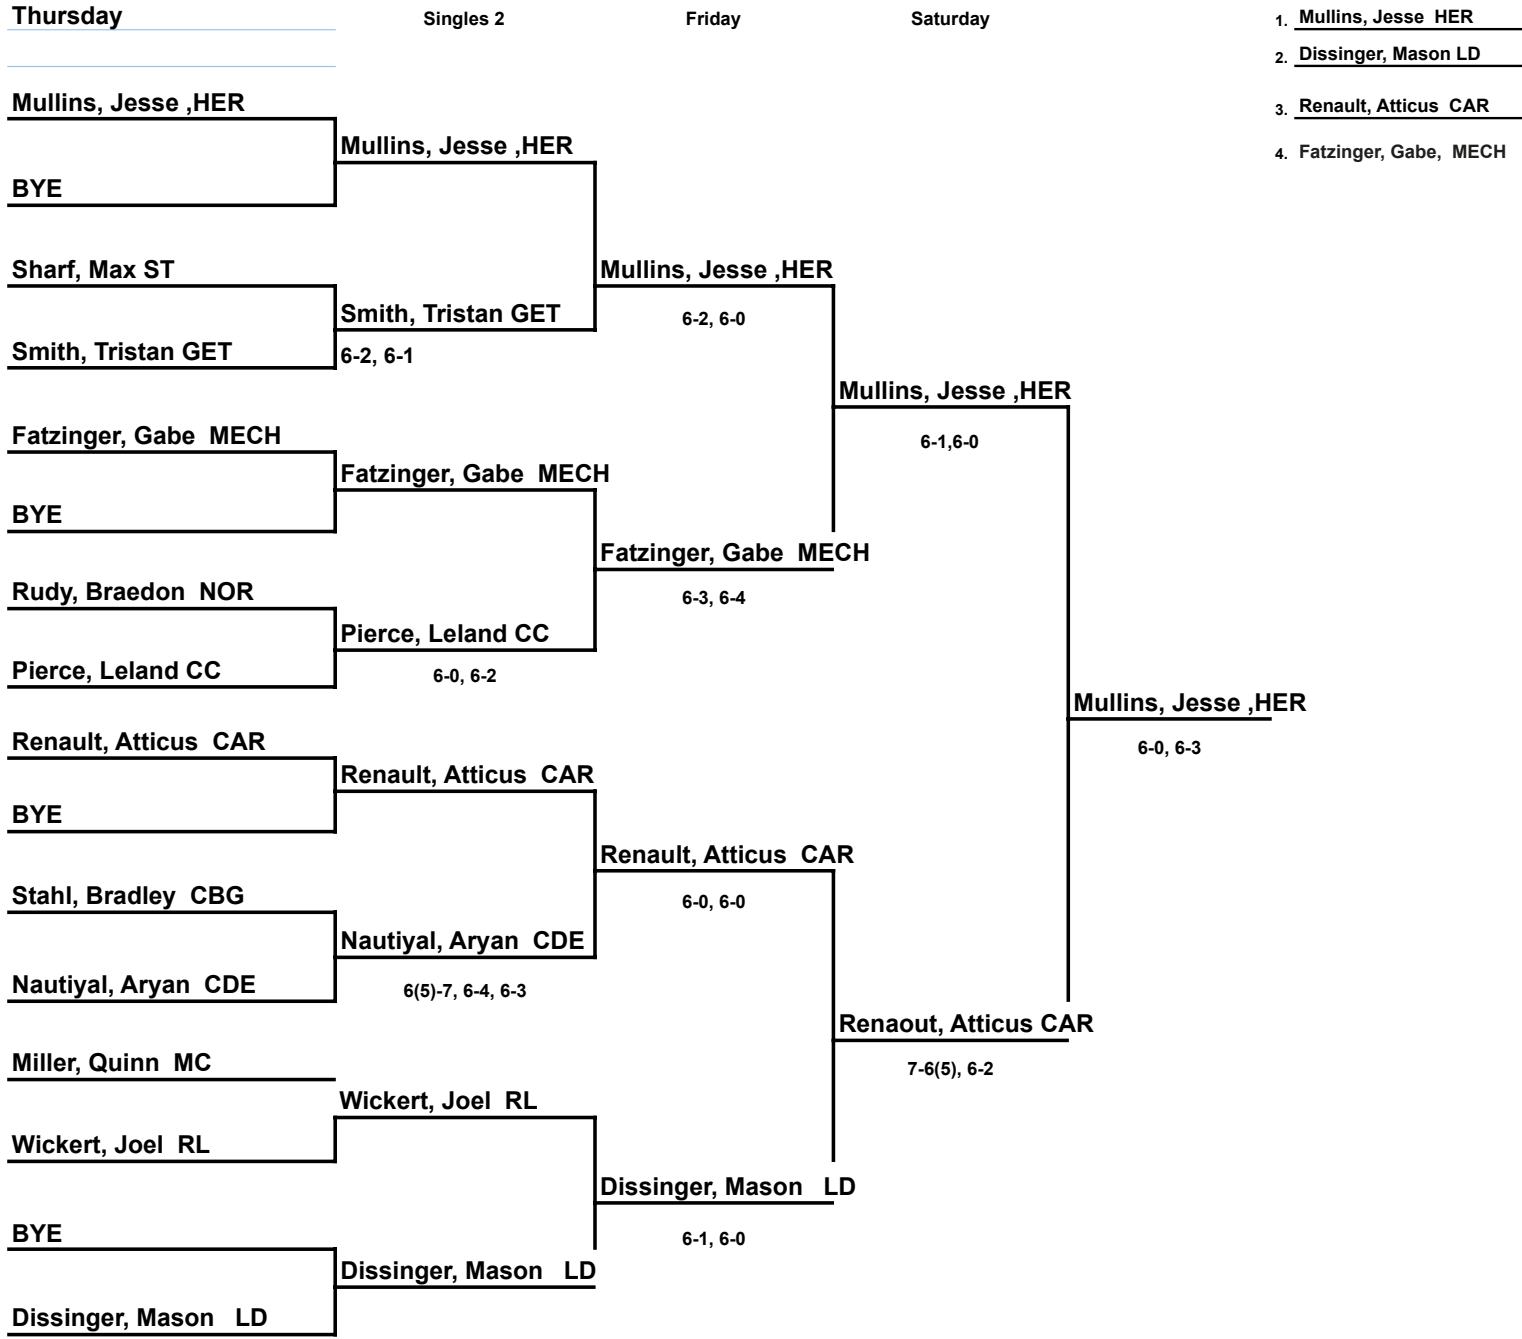 Thursday Singles 2 Friday Saturday
1. Mullins, Jesse HER
2. Dissinger, Mason LD
3. Renault, Atticus CAR
4. Fatzinger, Gabe, MECH
Mullins, Jesse ,HER
BYE
Sharf, Max ST
Smith, Tristan GET
Fatzinger, Gabe MECH
BYE
Rudy, Braedon NOR
Pierce, Leland CC
Renault, Atticus CAR
BYE
Stahl, Bradley CBG
Nautiyal, Aryan CDE
Miller, Quinn MC
Wickert, Joel RL
BYE
Dissinger, Mason LD
Mullins, Jesse ,HER
Smith, Tristan GET
6-2, 6-1
Fatzinger, Gabe MECH
Pierce, Leland CC
6-0, 6-2
Renault, Atticus CAR
Nautiyal, Aryan CDE
6(5)-7, 6-4, 6-3
Wickert, Joel RL
Dissinger, Mason LD
Mullins, Jesse ,HER
6-2, 6-0
Fatzinger, Gabe MECH
6-3, 6-4
Renault, Atticus CAR
6-0, 6-0
Dissinger, Mason LD
6-1, 6-0
Mullins, Jesse ,HER
6-1,6-0
Renaout, Atticus CAR
7-6(5), 6-2
Mullins, Jesse ,HER
6-0, 6-3